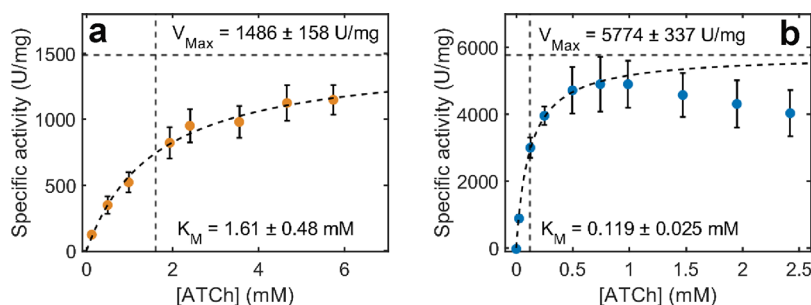 a
V_Max = 1486 ± 158 U/mg
Specific activity (U/mg)
1500
1000
500
0
K_M = 1.61 ± 0.48 mM
0 2 4 6
[ATCh] (mM)
b
V_Max = 5774 ± 337 U/mg
Specific activity (U/mg)
6000
4000
2000
0
K_M = 0.119 ± 0.025 mM
0 0.5 1 1.5 2 2.5
[ATCh] (mM)